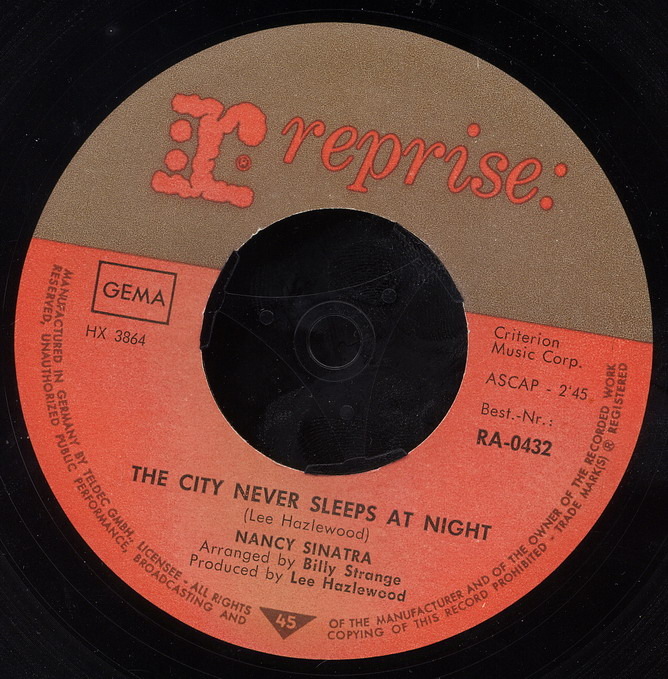 r®
reprise:
GEMA
HX 3864
Criterion
Music Corp.
ASCAP - 2'45
Best.-Nr.:
RA-0432
THE CITY NEVER SLEEPS AT NIGHT
(Lee Hazlewood)
NANCY SINATRA
Arranged by Billy Strange
Produced by Lee Hazlewood
45
MANUFACTURED IN GERMANY BY TELDEC GMBH, LICENSEE - ALL RIGHTS OF THE MANUFACTURER AND OF THE OWNER OF THE RECORDED WORK
RESERVED, UNAUTHORIZED PUBLIC PERFORMANCE, BROADCASTING AND COPYING OF THIS RECORD PROHIBITED - TRADE MARK(S) ® REGISTERED